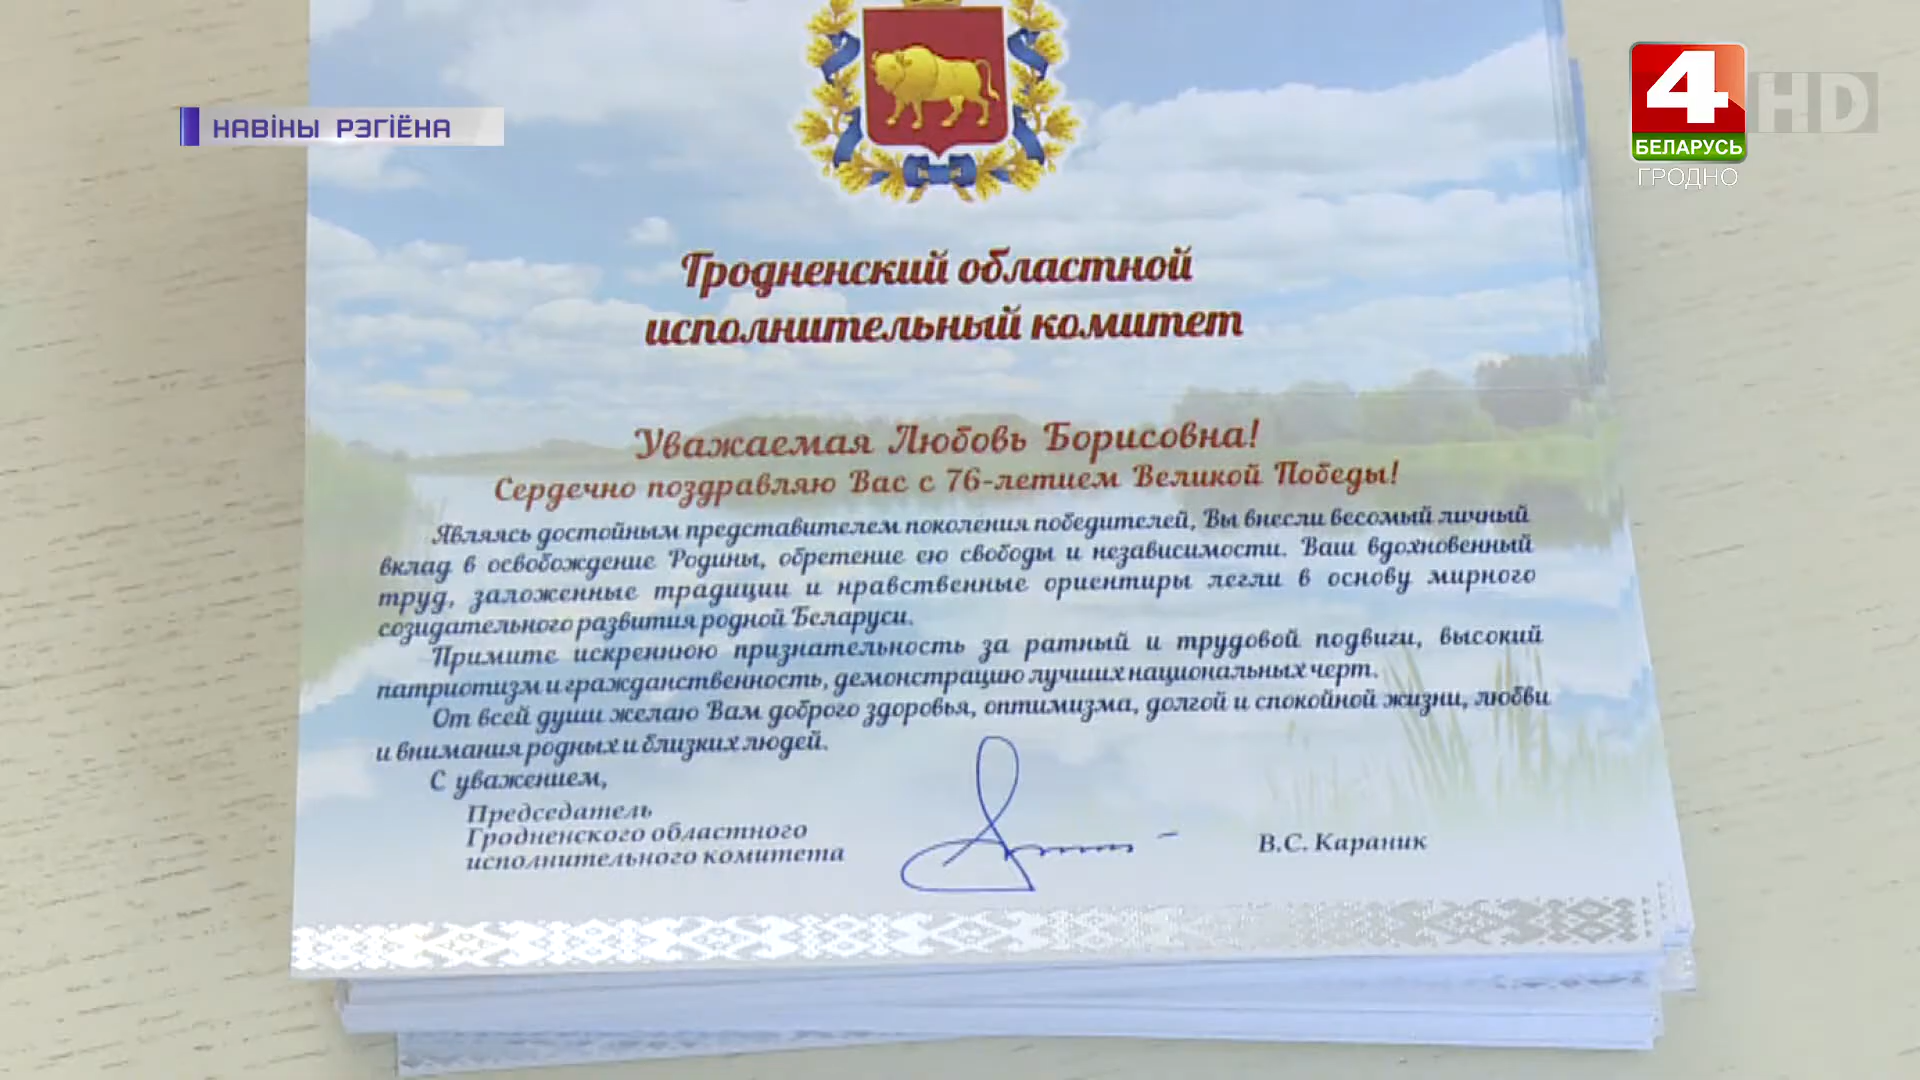 НАВІНЫ РЭГІЁНА
4 HD
БЕЛАРУСЬ
ГРОДНО
Гродненский областной
исполнительный комитет
Уважаемая Любовь Борисовна!
Сердечно поздравляю Вас с 76-летием Великой Победы!
Являясь достойным представителем поколения победителей, Вы внесли весомый личный
вклад в освобождение Родины, обретение ею свободы и независимости. Ваш вдохновенный
труд, заложенные традиции и нравственные ориентиры легли в основу мирного
созидательного развития родной Беларуси.
Примите искреннюю признательность за ратный и трудовой подвиги, высокий
патриотизм и гражданственность, демонстрацию лучших национальных черт.
От всей души желаю Вам доброго здоровья, оптимизма, долгой и спокойной жизни, любви
и внимания родных и близких людей.
С уважением,
Председатель
Гродненского областного
исполнительного комитета
В.С. Караник